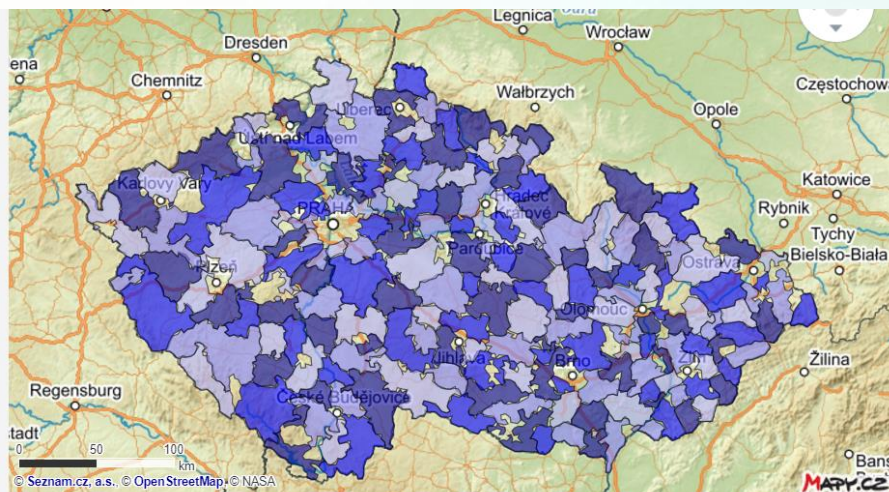 Legnica
Wrocław
Dresden
Chemnitz
Wałbrzych
Częstochowa
Opole
Liberec
Ústí nad Labem
Karlovy Vary
Katowice
Hradec
Králové
PRAHA
Rybnik
Tychy
Pardubice
Bielsko-Biała
Ostrava
Plzeň
Olomouc
Jihlava
Brno
Zlín
Žilina
Regensburg
České Budějovice
0 50 100
km
© Seznam.cz, a.s., © OpenStreetMap, © NASA
MAPY.CZ